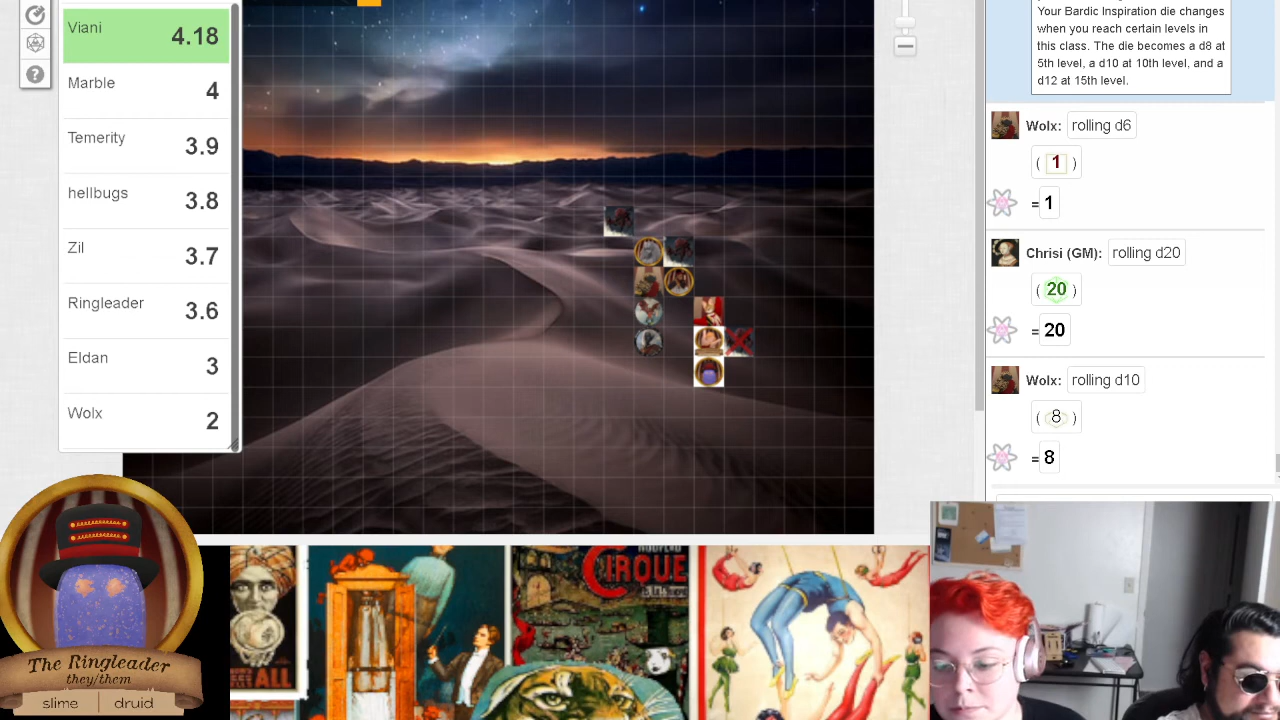 Viani
4.18
Marble
4
Temerity
3.9
hellbugs
3.8
Zil
3.7
Ringleader
3.6
Eldan
3
Wolx
2
Your Bardic Inspiration die changes
when you reach certain levels in
this class. The die becomes a d8 at
5th level, a d10 at 10th level, and a
d12 at 15th level.
Wolx: rolling d6
( 1 )
=1
Chrisi (GM): rolling d20
( 20 )
=20
Wolx: rolling d10
( 8 )
=8
The Ringleader
they/them
slime | druid
ALL
CIRQUE